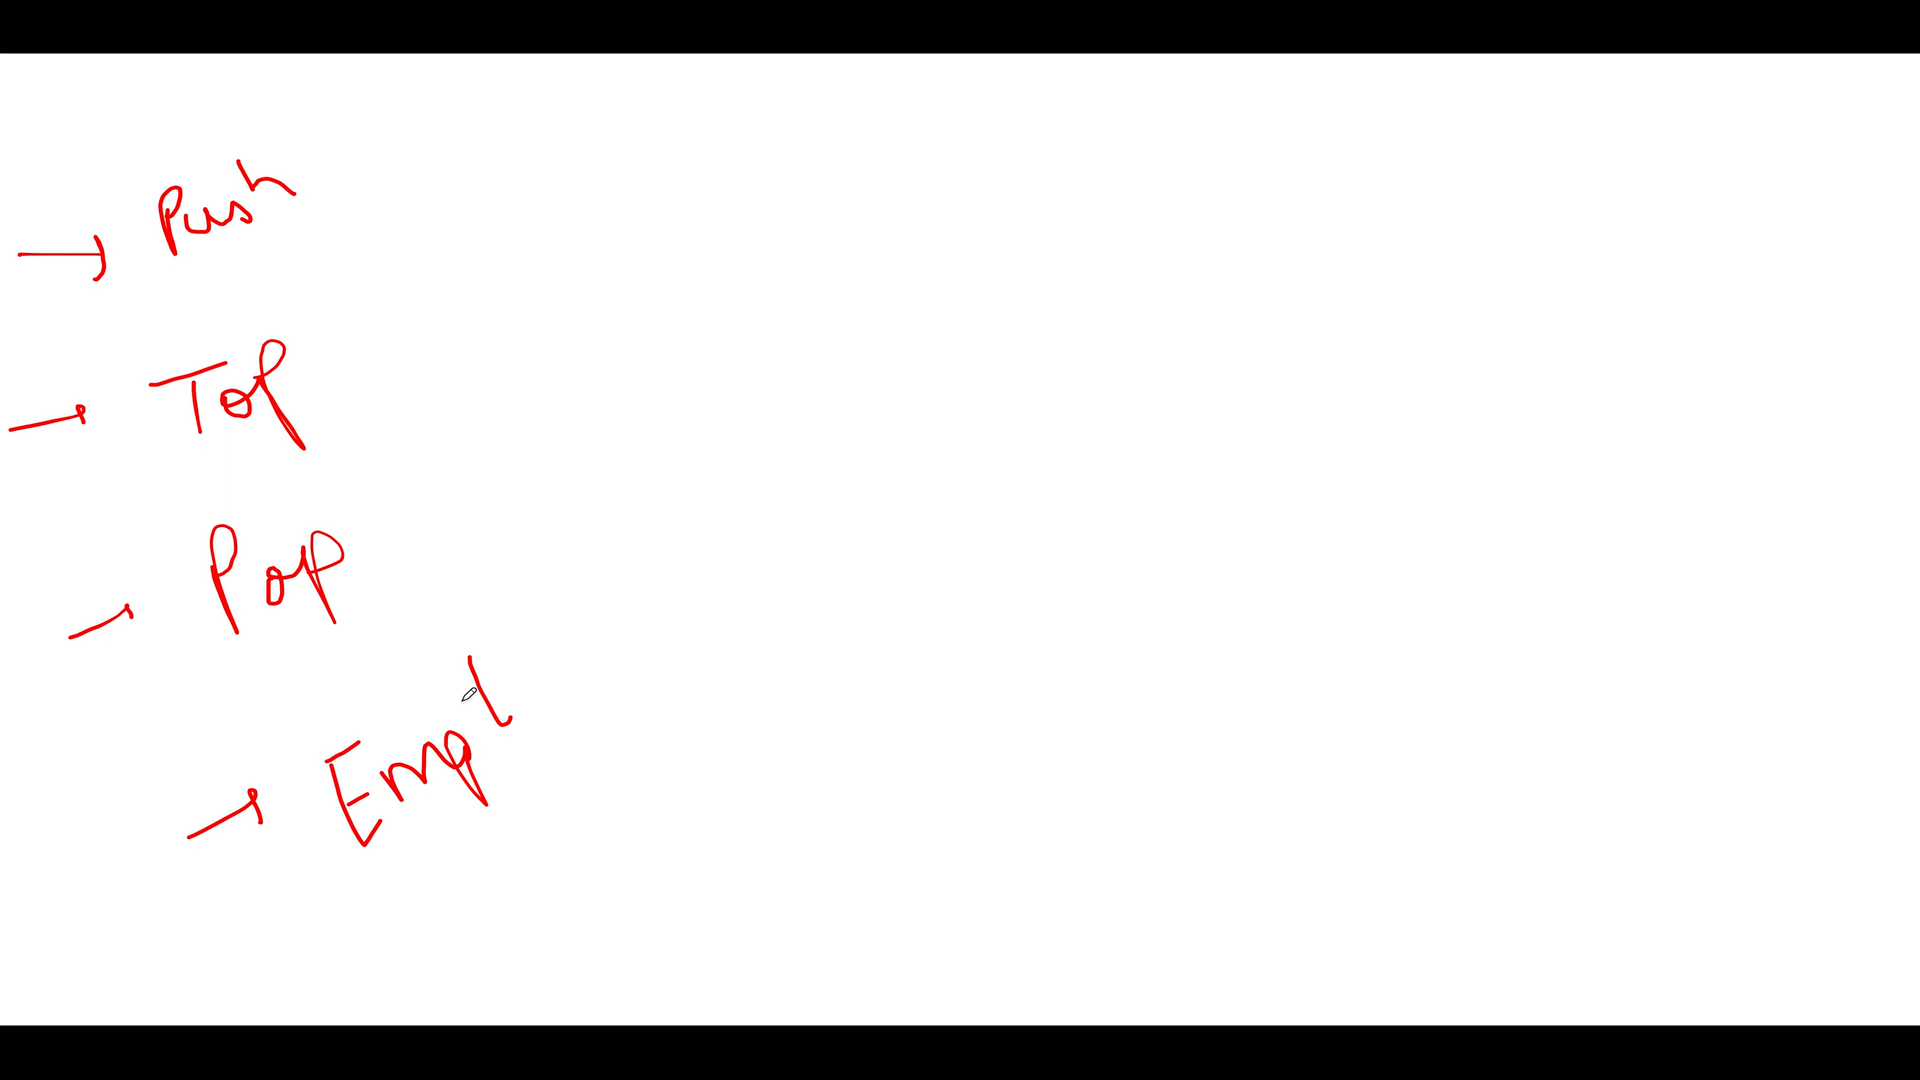 → Push
→ Top
→ Pop
→ Empt